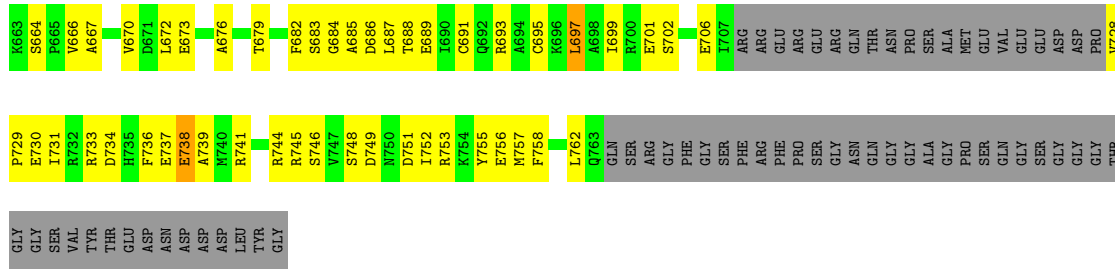 K663 S664 P665 V666 A667 V670 D671 L672 E673 A676 T679 F682 S683 G684 A685 D686 L687 T688 E689 I690 C691 Q692 R693 A694 C695 K696 L697 A698 I699 R700 E701 S702 E706 I707 ARG ARG GLU ARG GLU ARG GLN THR ASN PRO SER ALA MET GLU VAL GLU GLU ASP ASP PRO V728
P729 E730 I731 R732 R733 D734 H735 F736 E737 E738 A739 M740 R741 R744 R745 S746 V747 S748 D749 N750 D751 I752 R753 K754 Y755 E756 M757 F758 L762 Q763 GLN SER ARG GLY PHE GLY SER PHE ARG PHE PRO SER GLY ASN GLN GLY GLY ALA GLY PRO SER GLN GLY SER GLY GLY GLY THR
GLY GLY SER VAL TYR THR GLU ASP ASN ASP ASP ASP LEU TYR GLY